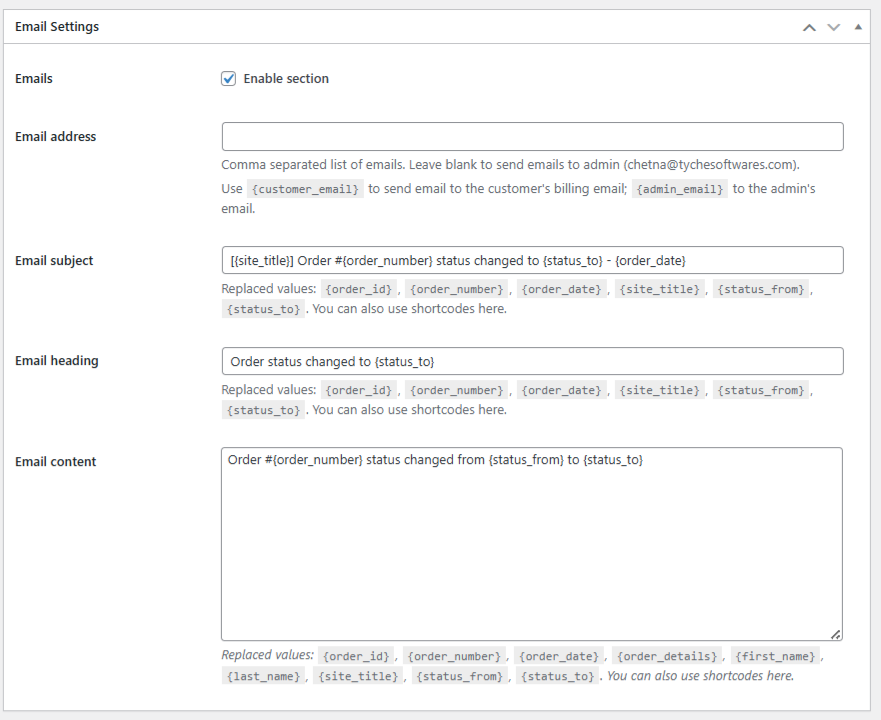 Email Settings
Emails
Enable section
Email address
Comma separated list of emails. Leave blank to send emails to admin (chetna@tychesoftwares.com).
Use {customer_email} to send email to the customer's billing email; {admin_email} to the admin's
email.
Email subject
[{site_title}] Order #{order_number} status changed to {status_to} - {order_date}
Replaced values: {order_id}, {order_number}, {order_date}, {site_title}, {status_from},
{status_to}. You can also use shortcodes here.
Email heading
Order status changed to {status_to}
Replaced values: {order_id}, {order_number}, {order_date}, {site_title}, {status_from},
{status_to}. You can also use shortcodes here.
Email content
Order #{order_number} status changed from {status_from} to {status_to}
Replaced values: {order_id}, {order_number}, {order_date}, {order_details}, {first_name},
{last_name}, {site_title}, {status_from}, {status_to}. You can also use shortcodes here.